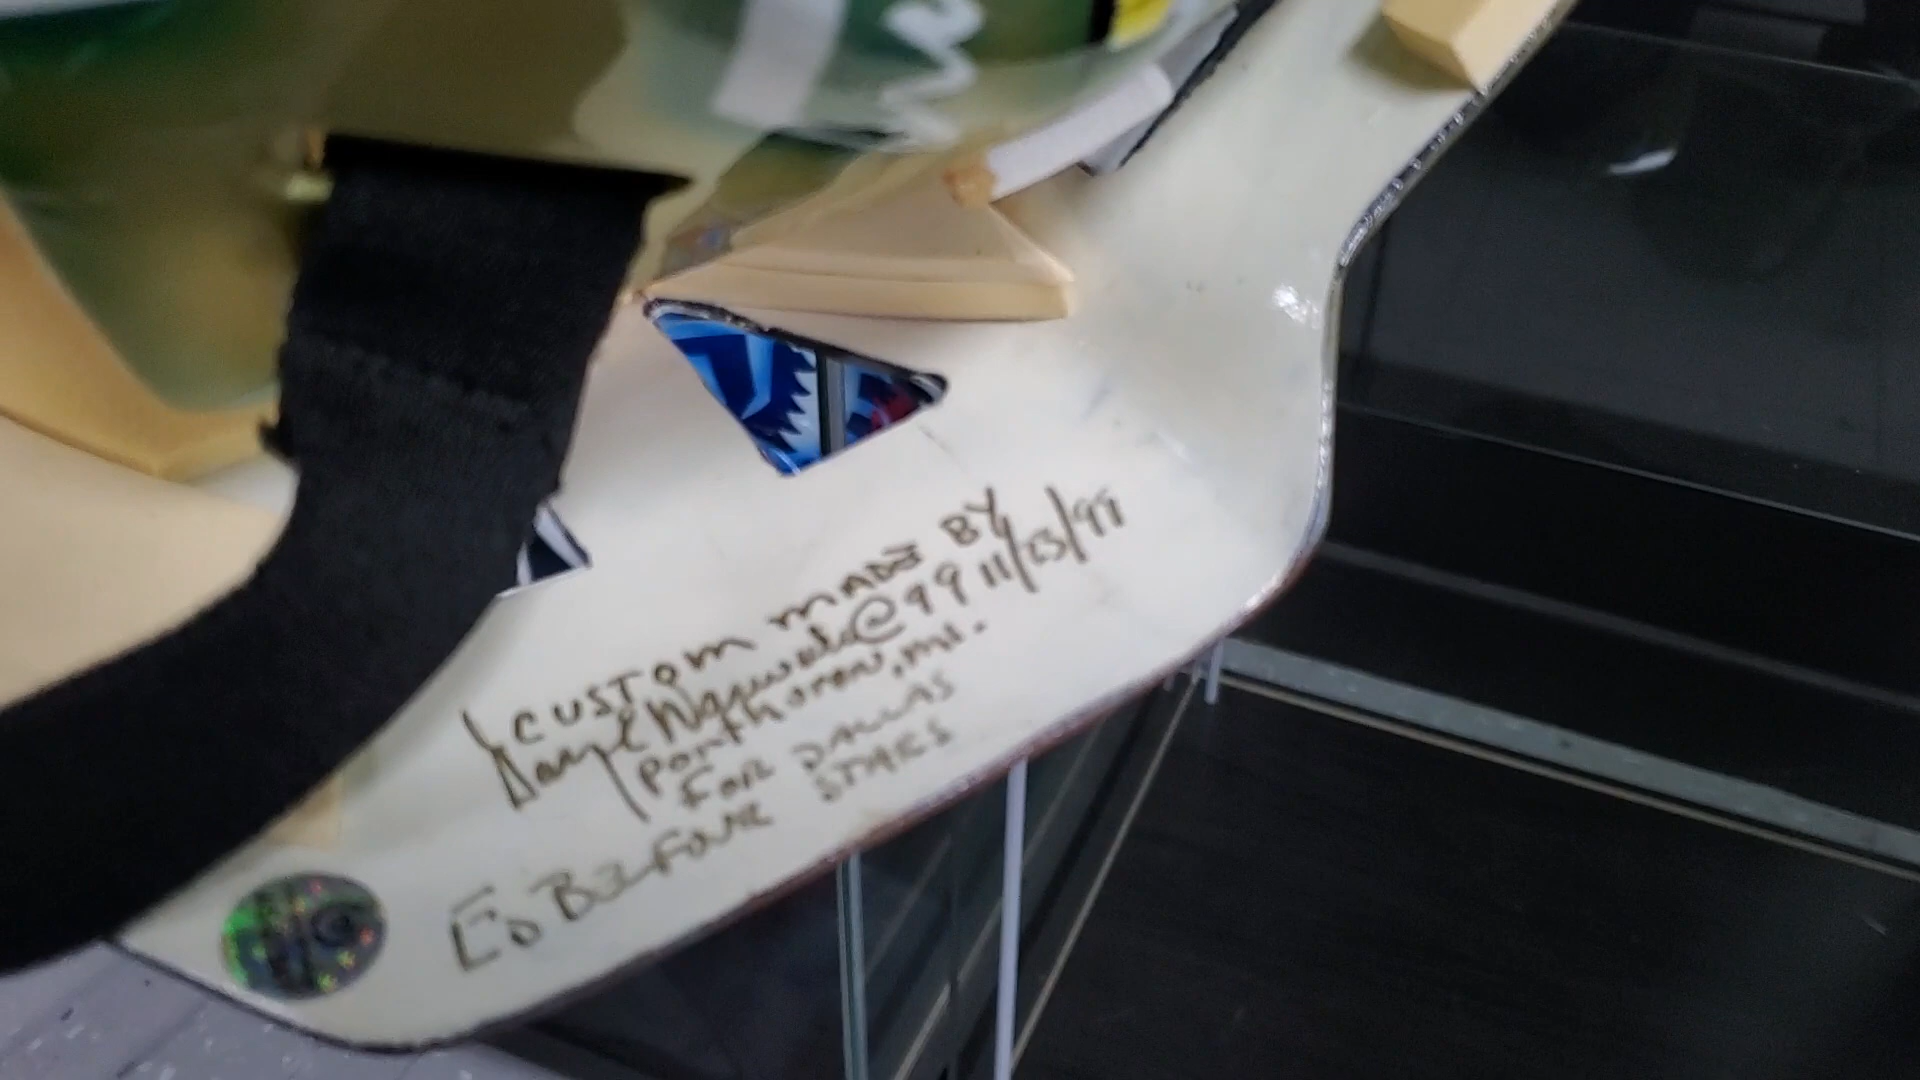 CUSTOM MADE BY
@99 11/23/99
Port Huron, MI.
FOR DALLAS
STARS
Ed BELFOUR